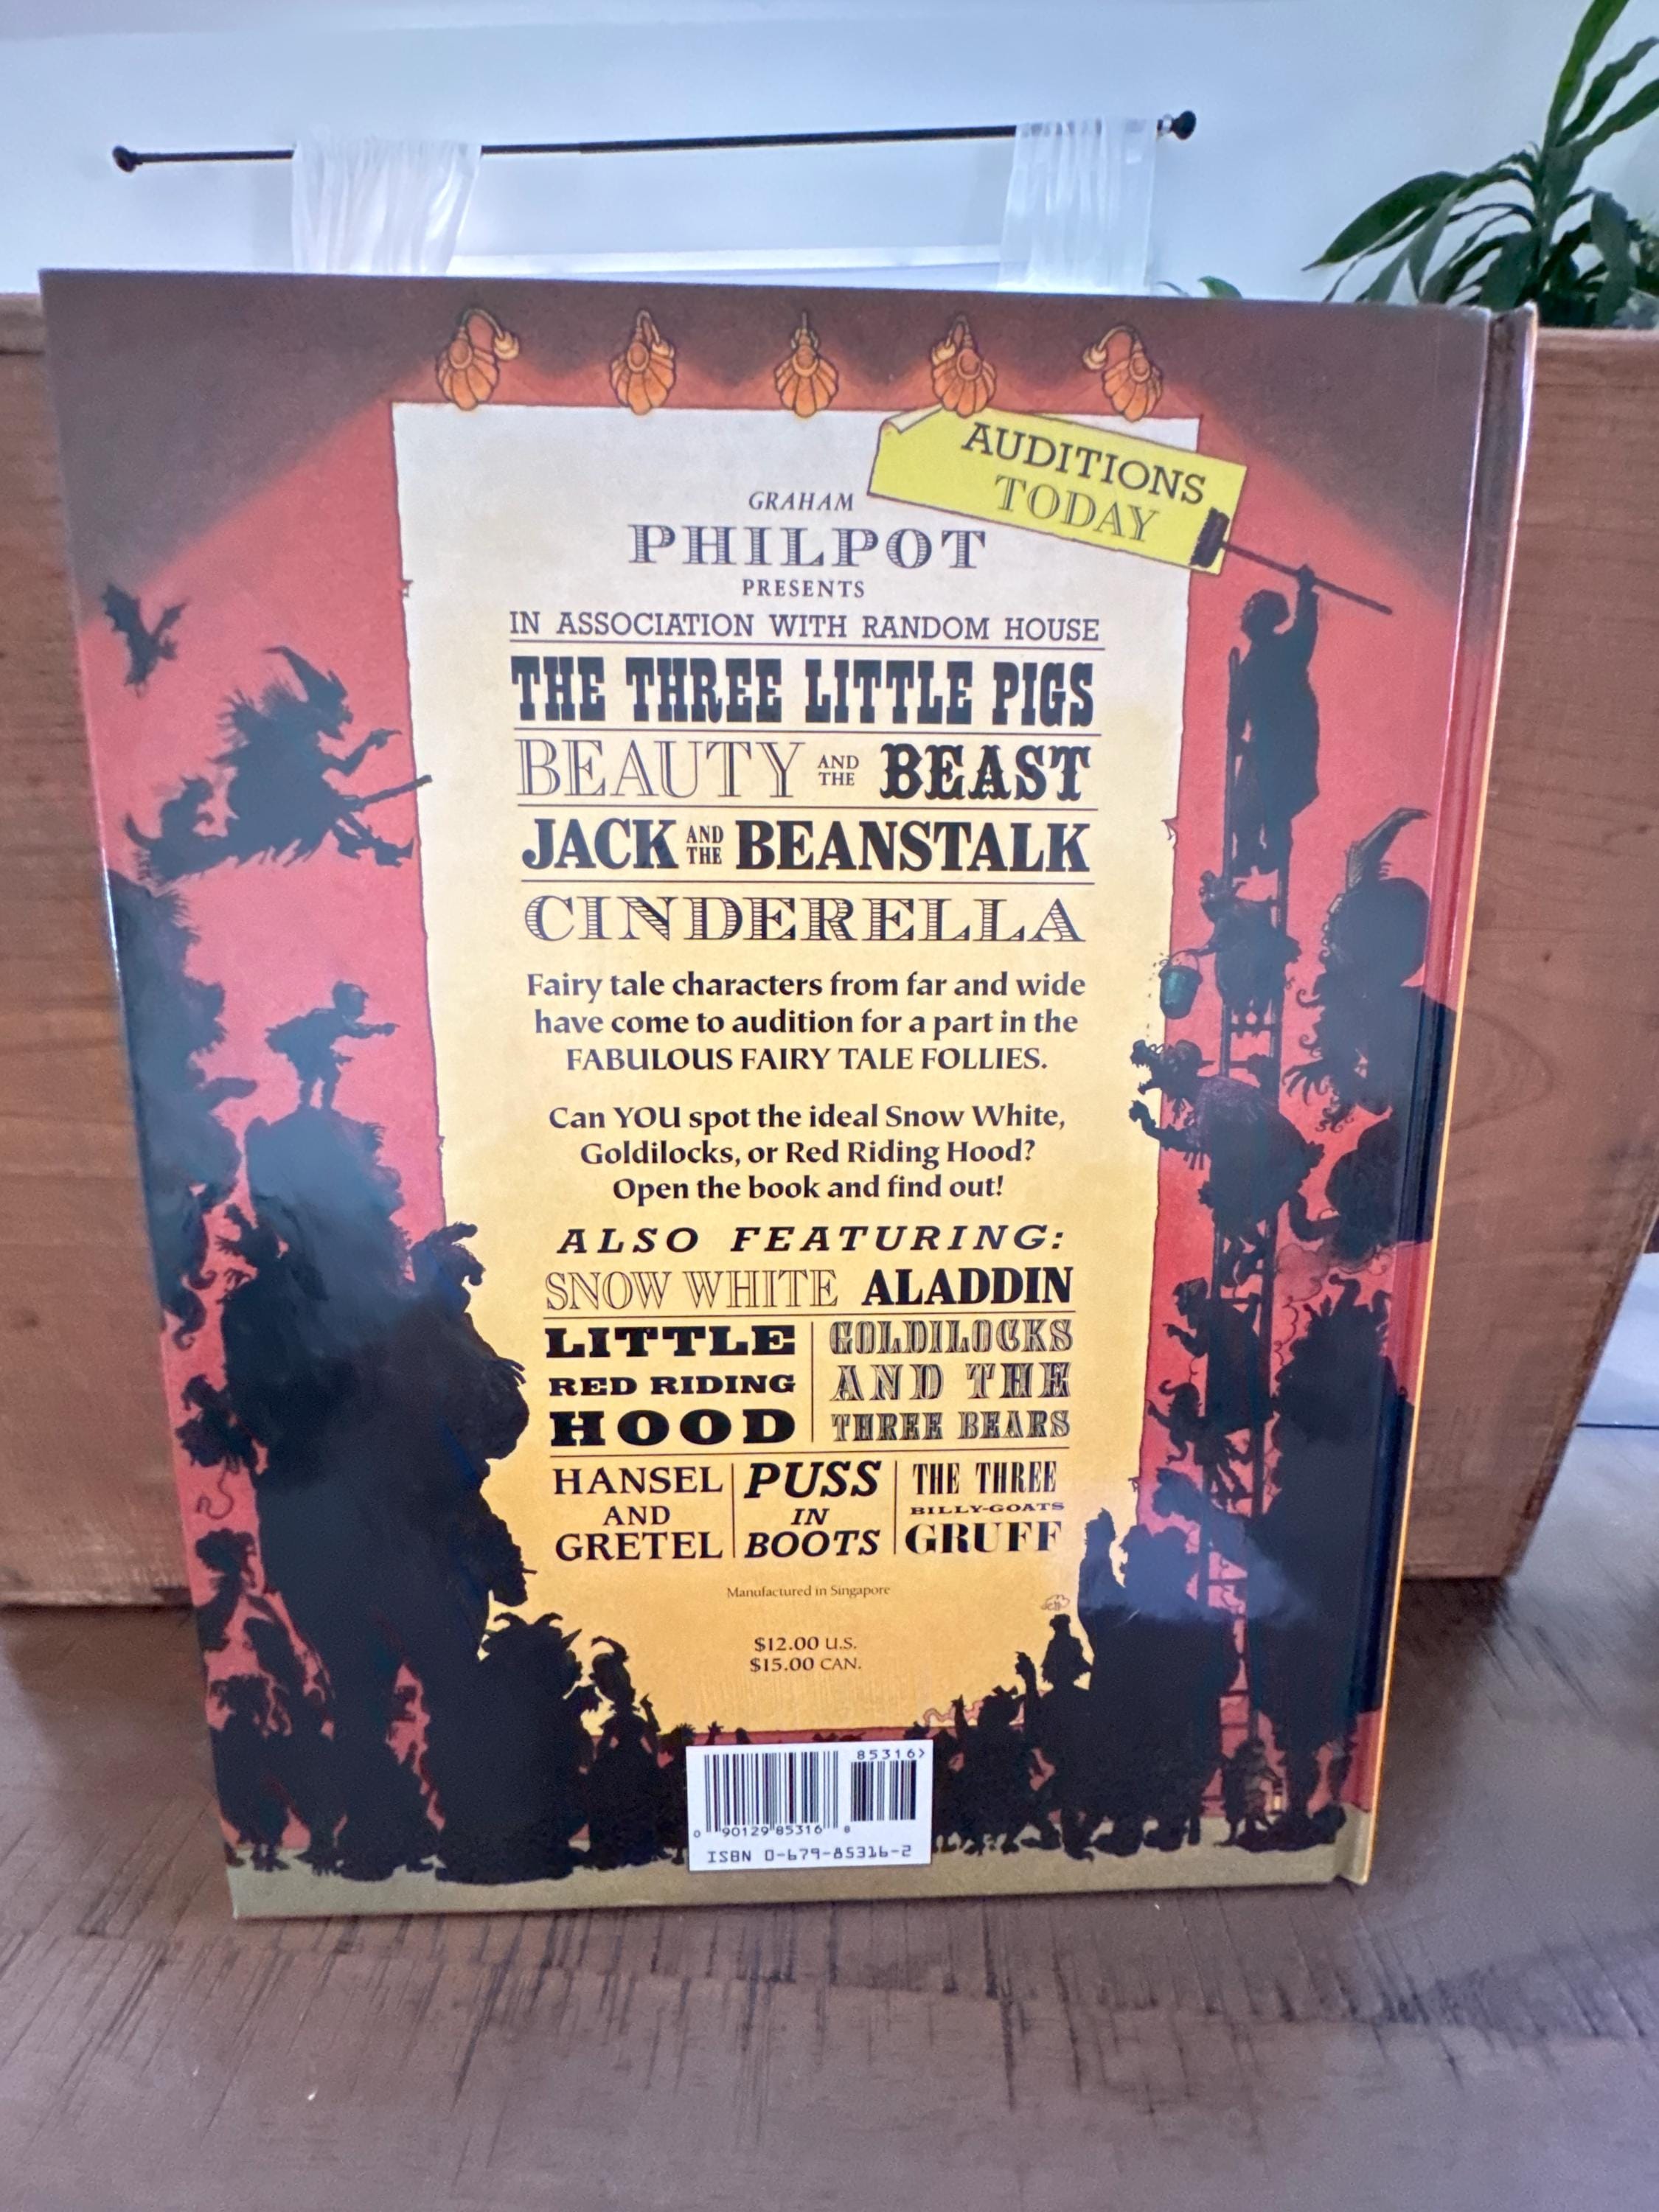 AUDITIONS
TODAY
GRAHAM
PHILPOT
PRESENTS
IN ASSOCIATION WITH RANDOM HOUSE
THE THREE LITTLE PIGS
BEAUTY AND THE BEAST
JACK AND THE BEANSTALK
CINDERELLA
Fairy tale characters from far and wide
have come to audition for a part in the
FABULOUS FAIRY TALE FOLLIES.
Can YOU spot the ideal Snow White,
Goldilocks, or Red Riding Hood?
Open the book and find out!
ALSO FEATURING:
SNOW WHITE ALADDIN
LITTLE
RED RIDING
HOOD
GOLDILOCKS
AND THE
THREE BEARS
HANSEL
AND
GRETEL
PUSS
IN
BOOTS
THE THREE
BILLY-GOATS
GRUFF
Manufactured in Singapore
$12.00 U.S.
$15.00 CAN.
85316>
0 90129 85316 8
ISBN 0-679-85316-2